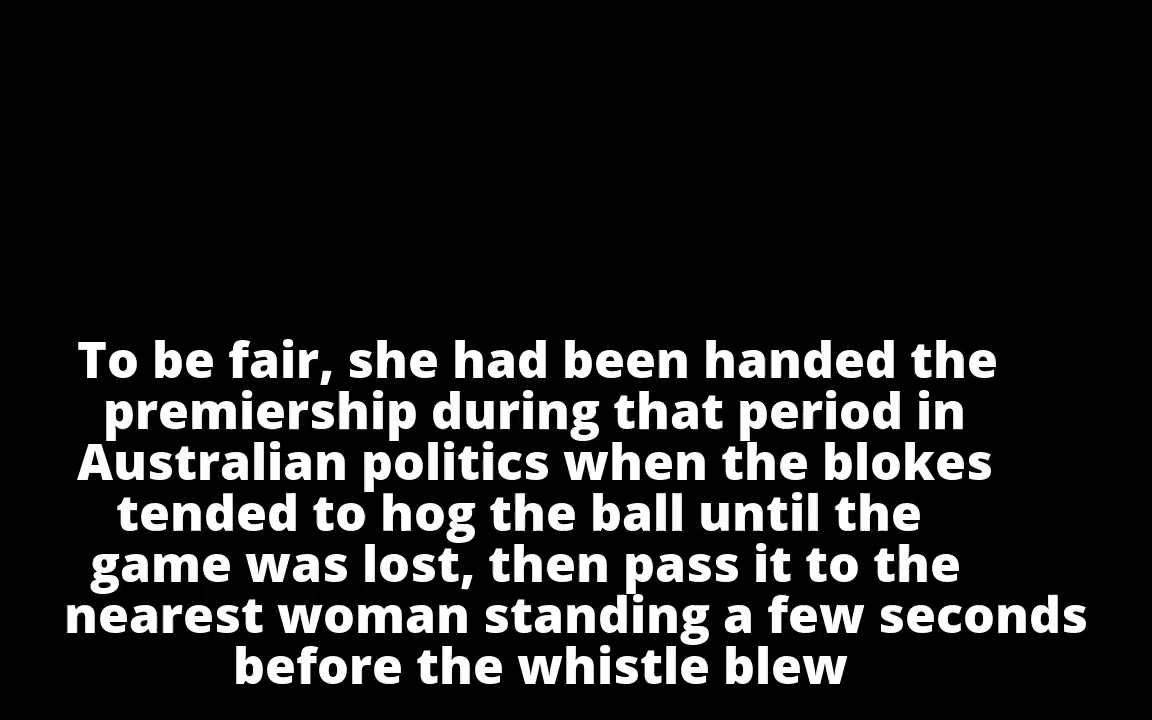 To be fair, she had been handed the
premiership during that period in
Australian politics when the blokes
tended to hog the ball until the
game was lost, then pass it to the
nearest woman standing a few seconds
before the whistle blew